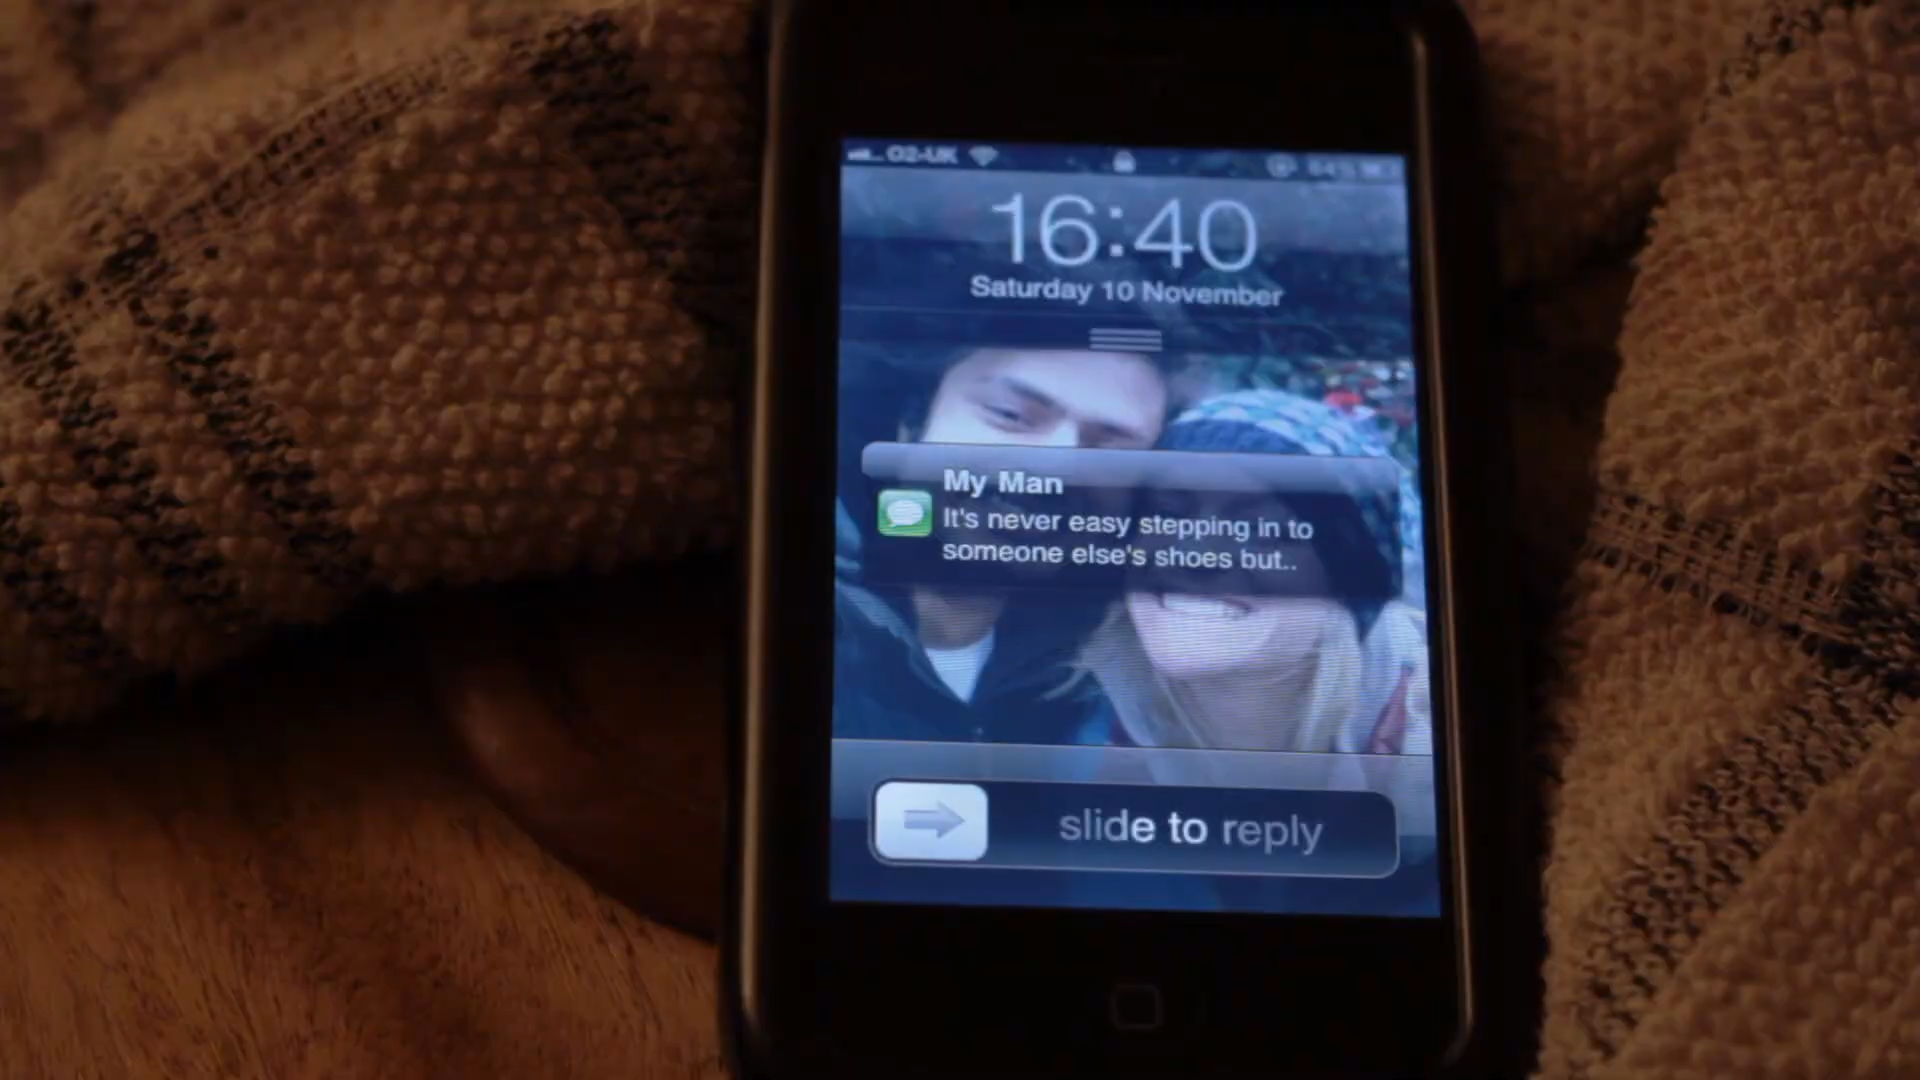 O2-UK
16:40
Saturday 10 November
My Man
It's never easy stepping in to
someone else's shoes but..
slide to reply